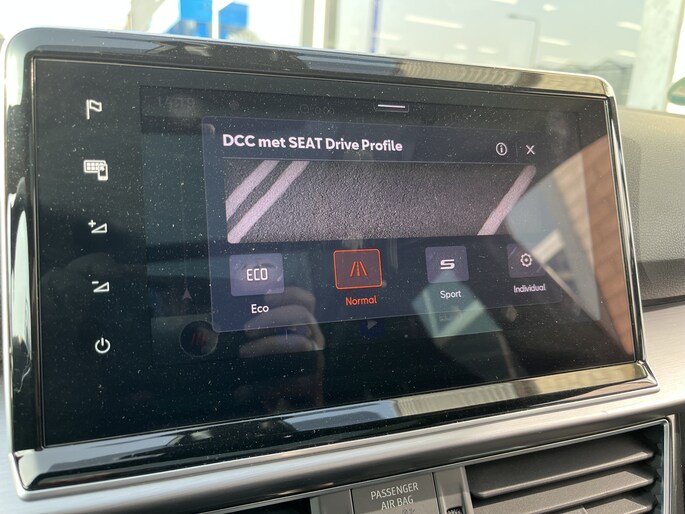 DCC met SEAT Drive Profile
ECO
S
Eco
Normal
Sport
Individual
PASSENGER
AIR BAG